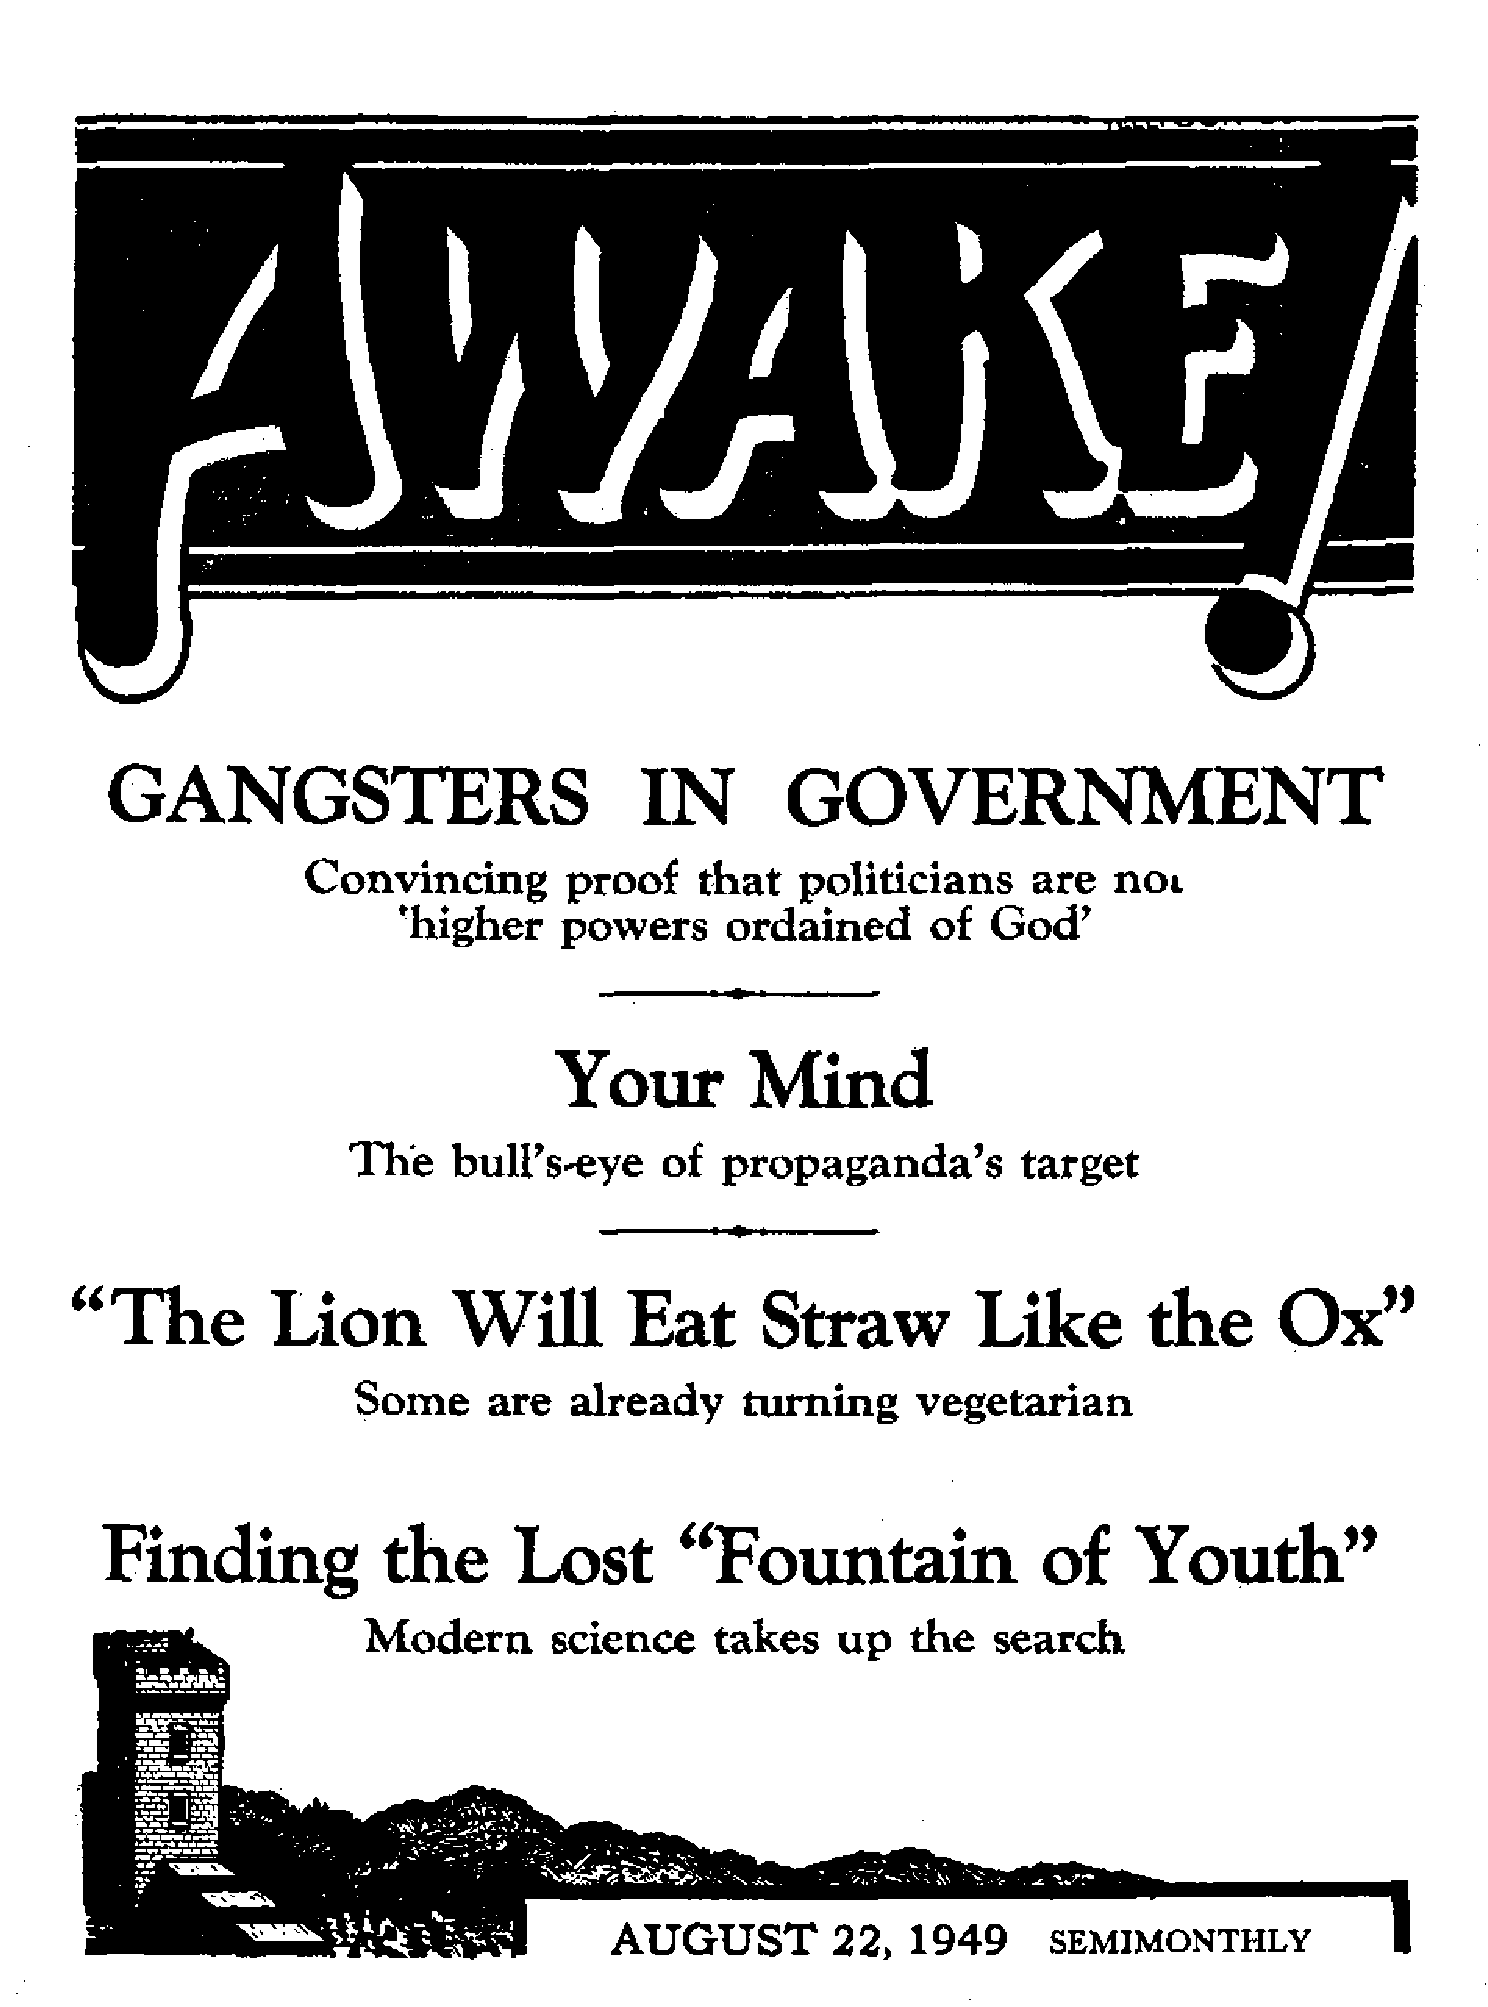 AWAKE!
GANGSTERS IN GOVERNMENT
Convincing proof that politicians are not
'higher powers ordained of God'
Your Mind
The bull's-eye of propaganda's target
“The Lion Will Eat Straw Like the Ox”
Some are already turning vegetarian
Finding the Lost “Fountain of Youth”
Modern science takes up the search
AUGUST 22, 1949 SEMIMONTHLY